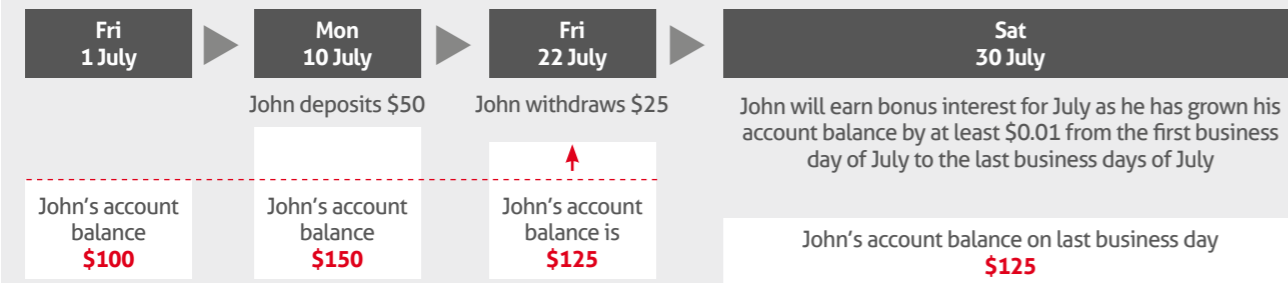 Fri
1 July
Mon
10 July
Fri
22 July
Sat
30 July
John deposits $50
John withdraws $25
John will earn bonus interest for July as he has grown his
account balance by at least $0.01 from the first business
day of July to the last business days of July
John's account
balance
$100
John's account
balance
$150
John's account
balance is
$125
John's account balance on last business day
$125